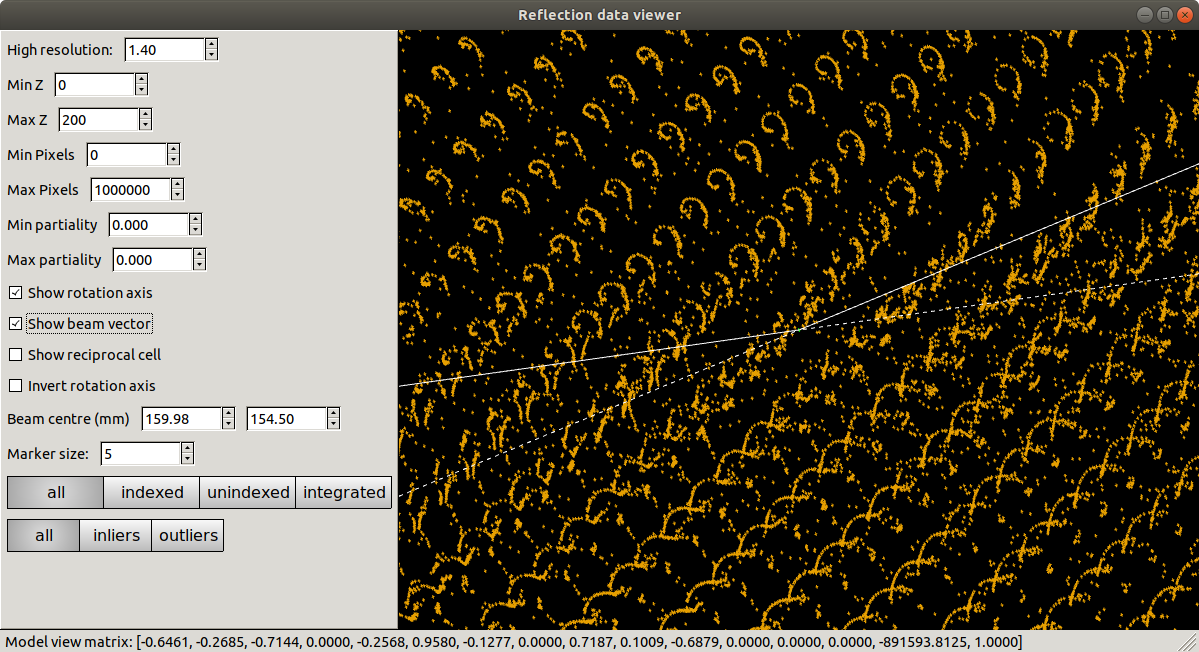 Reflection data viewer
High resolution: 1.40
Min Z 0
Max Z 200
Min Pixels 0
Max Pixels 1000000
Min partiality 0.000
Max partiality 0.000
Show rotation axis
Show beam vector
Show reciprocal cell
Invert rotation axis
Beam centre (mm) 159.98 154.50
Marker size: 5
all indexed unindexed integrated
all inliers outliers
Model view matrix: [-0.6461, -0.2685, -0.7144, 0.0000, -0.2568, 0.9580, -0.1277, 0.0000, 0.7187, 0.1009, -0.6879, 0.0000, 0.0000, 0.0000, -891593.8125, 1.0000]